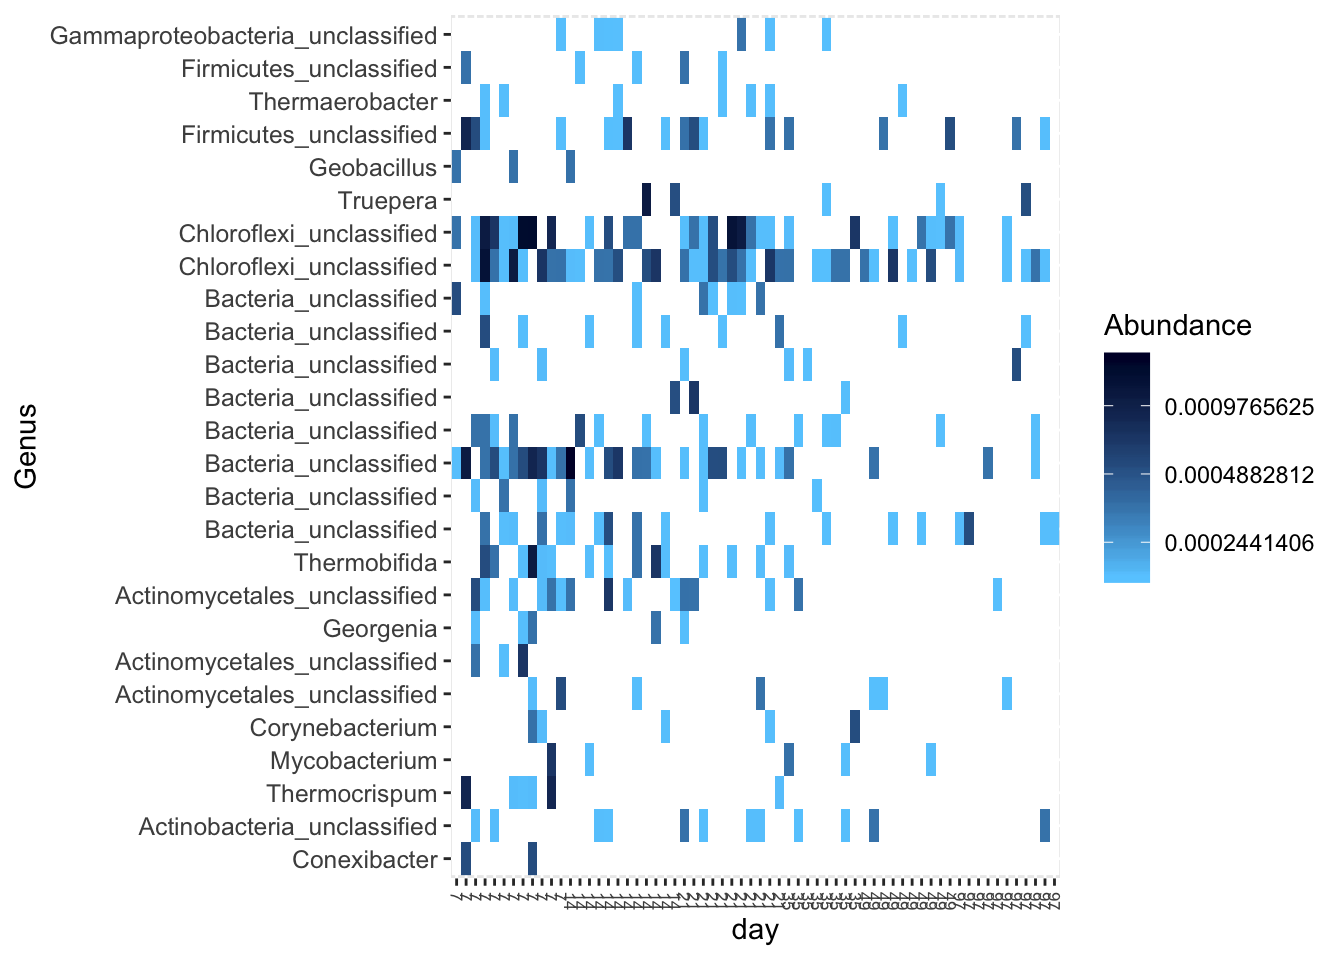 Gammaproteobacteria_unclassified
Firmicutes_unclassified
Thermaerobacter
Firmicutes_unclassified
Geobacillus
Truepera
Chloroflexi_unclassified
Chloroflexi_unclassified
Bacteria_unclassified
Bacteria_unclassified
Bacteria_unclassified
Bacteria_unclassified
Bacteria_unclassified
Bacteria_unclassified
Bacteria_unclassified
Bacteria_unclassified
Thermobifida
Actinomycetales_unclassified
Georgenia
Actinomycetales_unclassified
Actinomycetales_unclassified
Corynebacterium
Mycobacterium
Thermocrispum
Actinobacteria_unclassified
Conexibacter
Genus
day
Abundance
0.0009765625
0.0004882812
0.0002441406